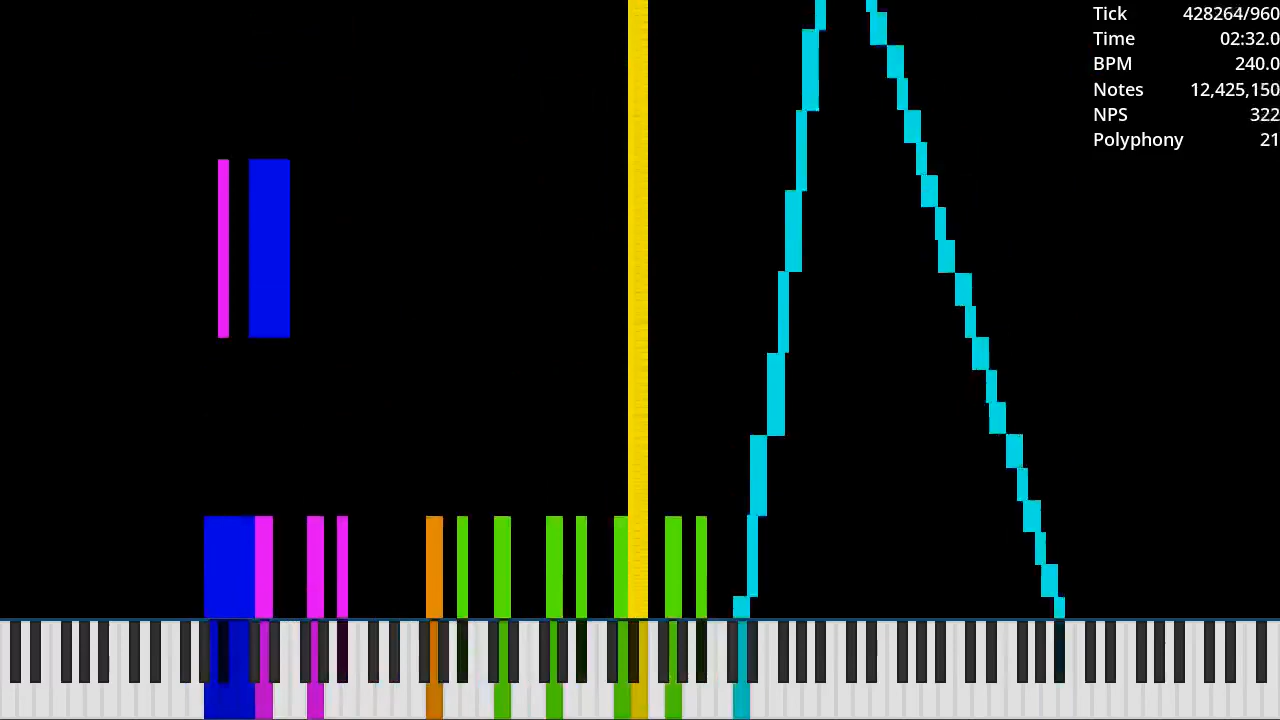 Tick 428264/960
Time 02:32.0
BPM 240.0
Notes 12,425,150
NPS 322
Polyphony 21